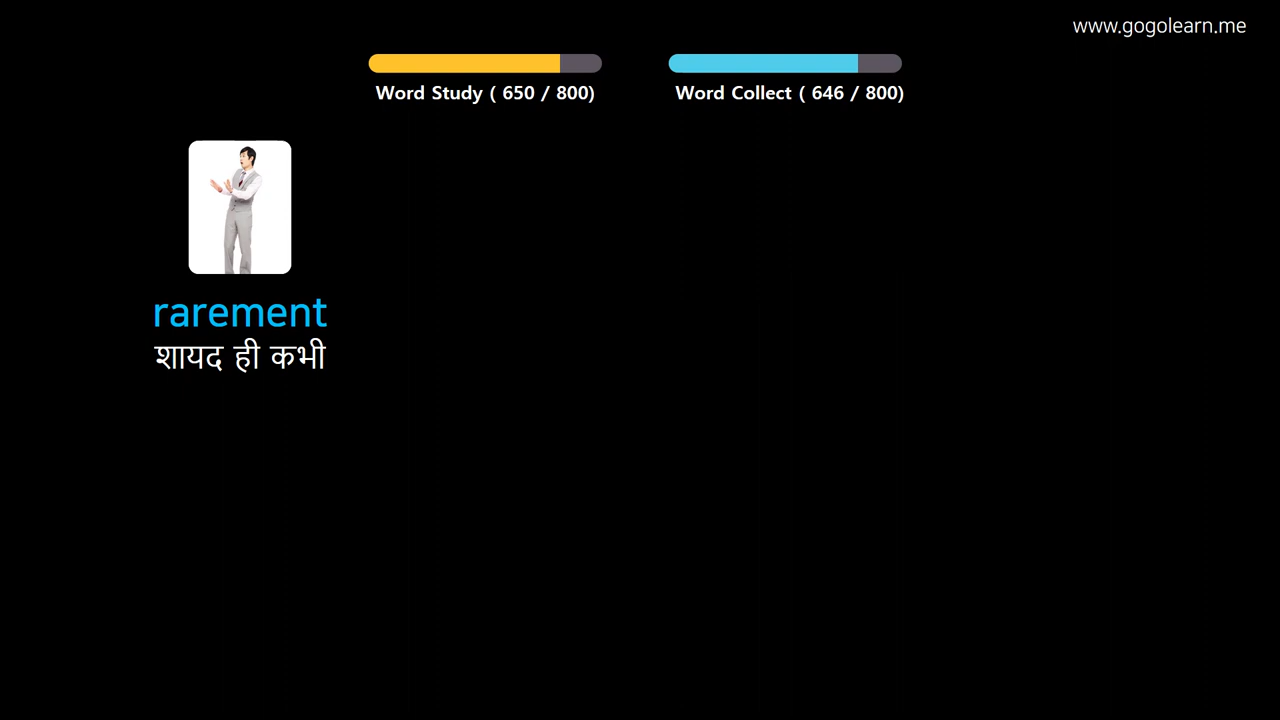 www.gogolearn.me
Word Study ( 650 / 800)
Word Collect ( 646 / 800)
rarement
शायद ही कभी